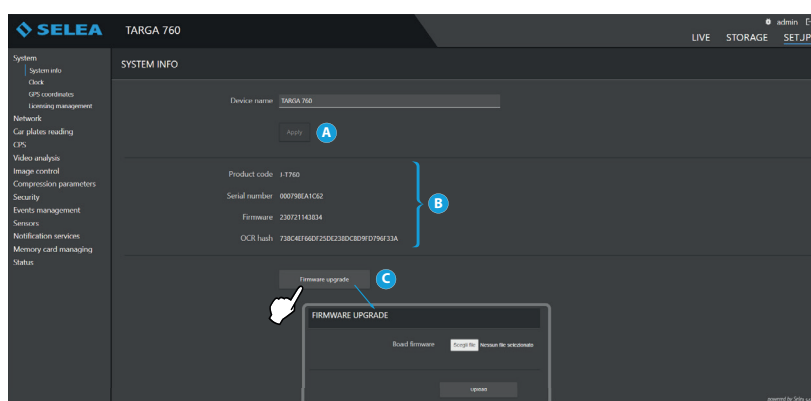 SELEA
TARGA 760
admin
LIVE STORAGE SETUP
System
System info
Clock
GPS coordinates
Licensing management
Network
Car plates reading
CPS
Video analysis
Image control
Compression parameters
Security
Events management
Sensors
Notification services
Memory card managing
Status
SYSTEM INFO
Device name TARGA 760
Apply
A
Product code J-T760
Serial number 000798EA1C62
Firmware 230721143834
OCR hash 738C4EF66DF25DE238DC8D9FD796F33A
B
Firmware upgrade
C
FIRMWARE UPGRADE
Board firmware Scegli file Nessun file selezionato
Upload
powered by Selea